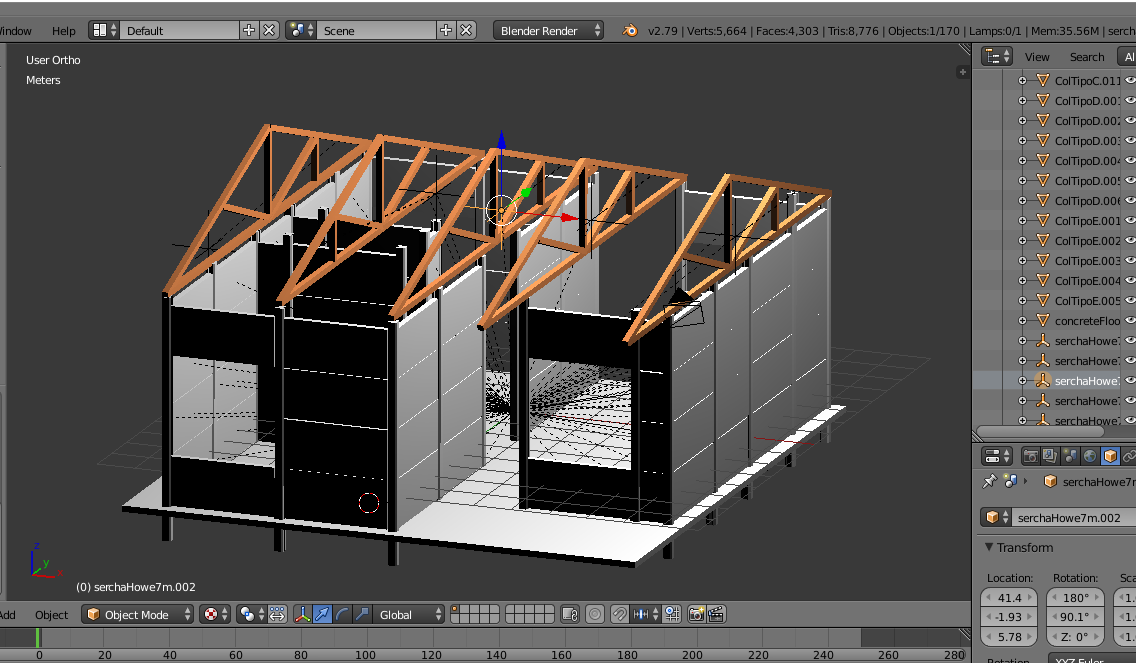 Window Help Default Scene Blender Render v2.79 | Verts:5,664 | Faces:4,303 | Tris:8,776 | Objects:1/170 | Lamps:0/1 | Mem:35.56M | serch
User Ortho
Meters
View Search Al
ColTipoC.011
ColTipoD.001
ColTipoD.002
ColTipoD.003
ColTipoD.004
ColTipoD.005
ColTipoD.006
ColTipoE.001
ColTipoE.002
ColTipoE.003
ColTipoE.004
ColTipoE.005
concreteFloo
serchaHowe7
serchaHowe7
serchaHowe7
serchaHowe7
serchaHowe7
serchaHowe7r
serchaHowe7m.002
Transform
Location: Rotation: Sca
41.4 180° 1.
-1.93 90.1° 1.
5.78 Z: 0° 1.
Rotation XYZ Euler
z
y
x
(0) serchaHowe7m.002
Add Object Object Mode Global
0 20 40 60 80 100 120 140 160 180 200 220 240 260 280